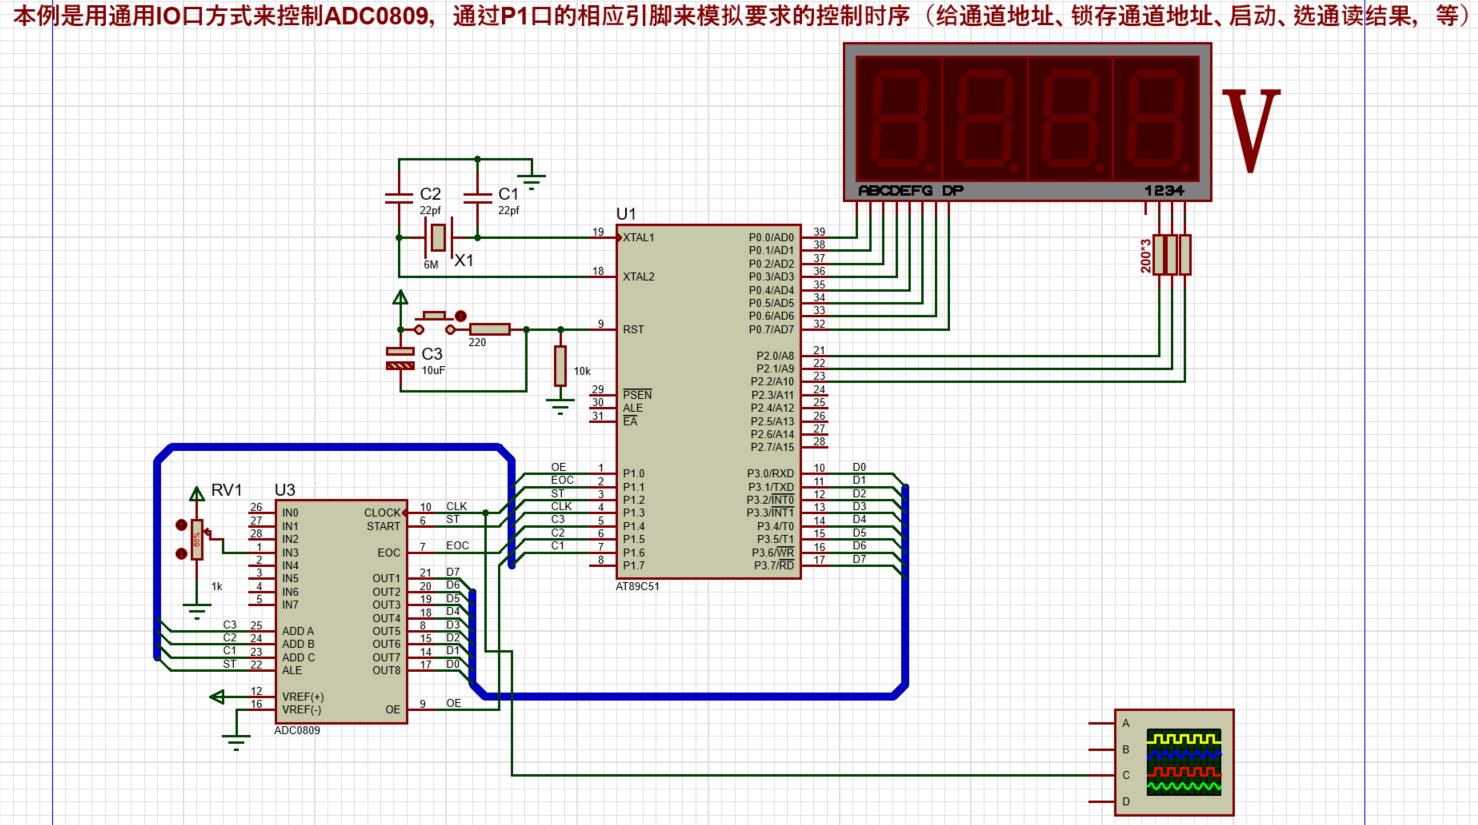 本例是用通用IO口方式来控制ADC0809，通过P1口的相应引脚来模拟要求的控制时序（给通道地址、锁存通道地址、启动、选通读结果，等）
V
ABCDEFG DP
1234
200*3
C2
22pf
C1
22pf
X1
6M
C3
10uF
220
10k
U1
19 XTAL1
18 XTAL2
9 RST
29 PSEN
30 ALE
31 EA
OE 1 P1.0
EOC 2 P1.1
ST 3 P1.2
CLK 4 P1.3
C3 5 P1.4
C2 6 P1.5
C1 7 P1.6
8 P1.7
P0.0/AD0 39
P0.1/AD1 38
P0.2/AD2 37
P0.3/AD3 36
P0.4/AD4 35
P0.5/AD5 34
P0.6/AD6 33
P0.7/AD7 32
P2.0/A8 21
P2.1/A9 22
P2.2/A10 23
P2.3/A11 24
P2.4/A12 25
P2.5/A13 26
P2.6/A14 27
P2.7/A15 28
P3.0/RXD 10 D0
P3.1/TXD 11 D1
P3.2/INT0 12 D2
P3.3/INT1 13 D3
P3.4/T0 14 D4
P3.5/T1 15 D5
P3.6/WR 16 D6
P3.7/RD 17 D7
AT89C51
RV1
1k
U3
26 IN0
27 IN1
28 IN2
1 IN3
2 IN4
3 IN5
4 IN6
5 IN7
C3 25 ADD A
C2 24 ADD B
C1 23 ADD C
ST 22 ALE
12 VREF(+)
16 VREF(-)
CLOCK 10 CLK
START 6 ST
EOC 7 EOC
OUT1 21 D7
OUT2 20 D6
OUT3 19 D5
OUT4 18 D4
OUT5 8 D3
OUT6 15 D2
OUT7 14 D1
OUT8 17 D0
OE 9 OE
ADC0809
A
B
C
D